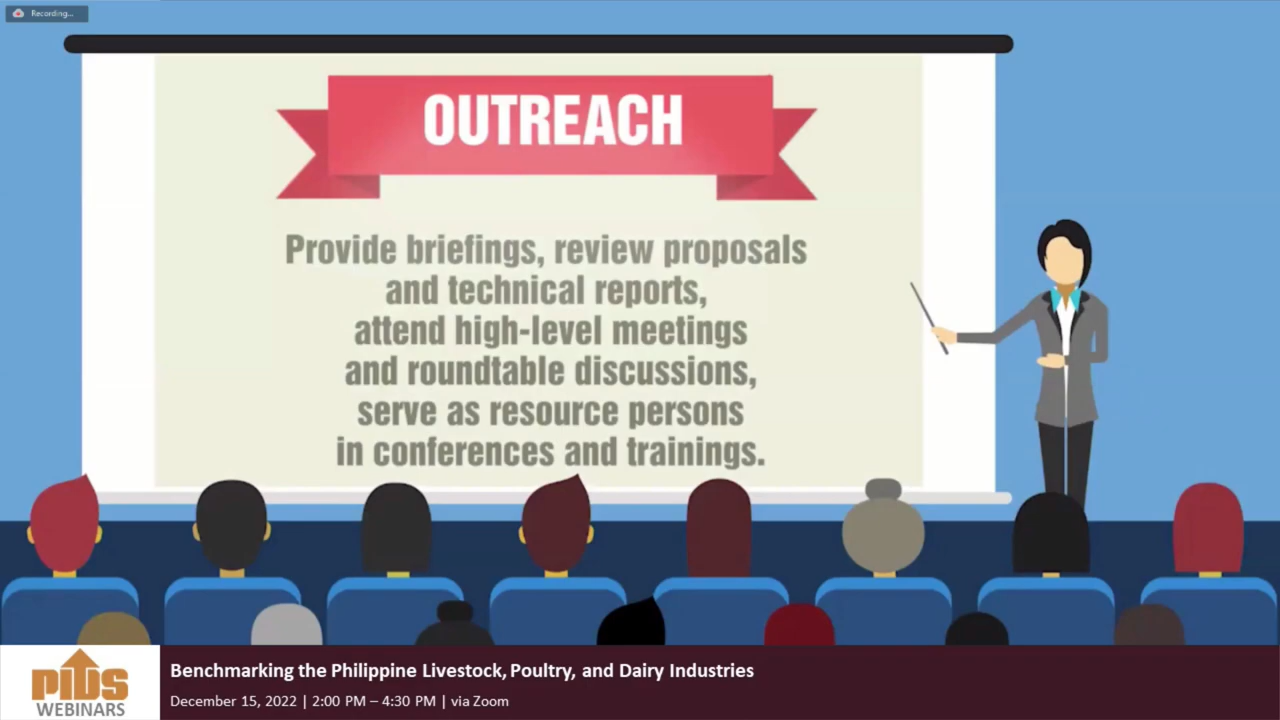 Recording...
OUTREACH
Provide briefings, review proposals
and technical reports,
attend high-level meetings
and roundtable discussions,
serve as resource persons
in conferences and trainings.
pids
WEBINARS
Benchmarking the Philippine Livestock, Poultry, and Dairy Industries
December 15, 2022 | 2:00 PM – 4:30 PM | via Zoom